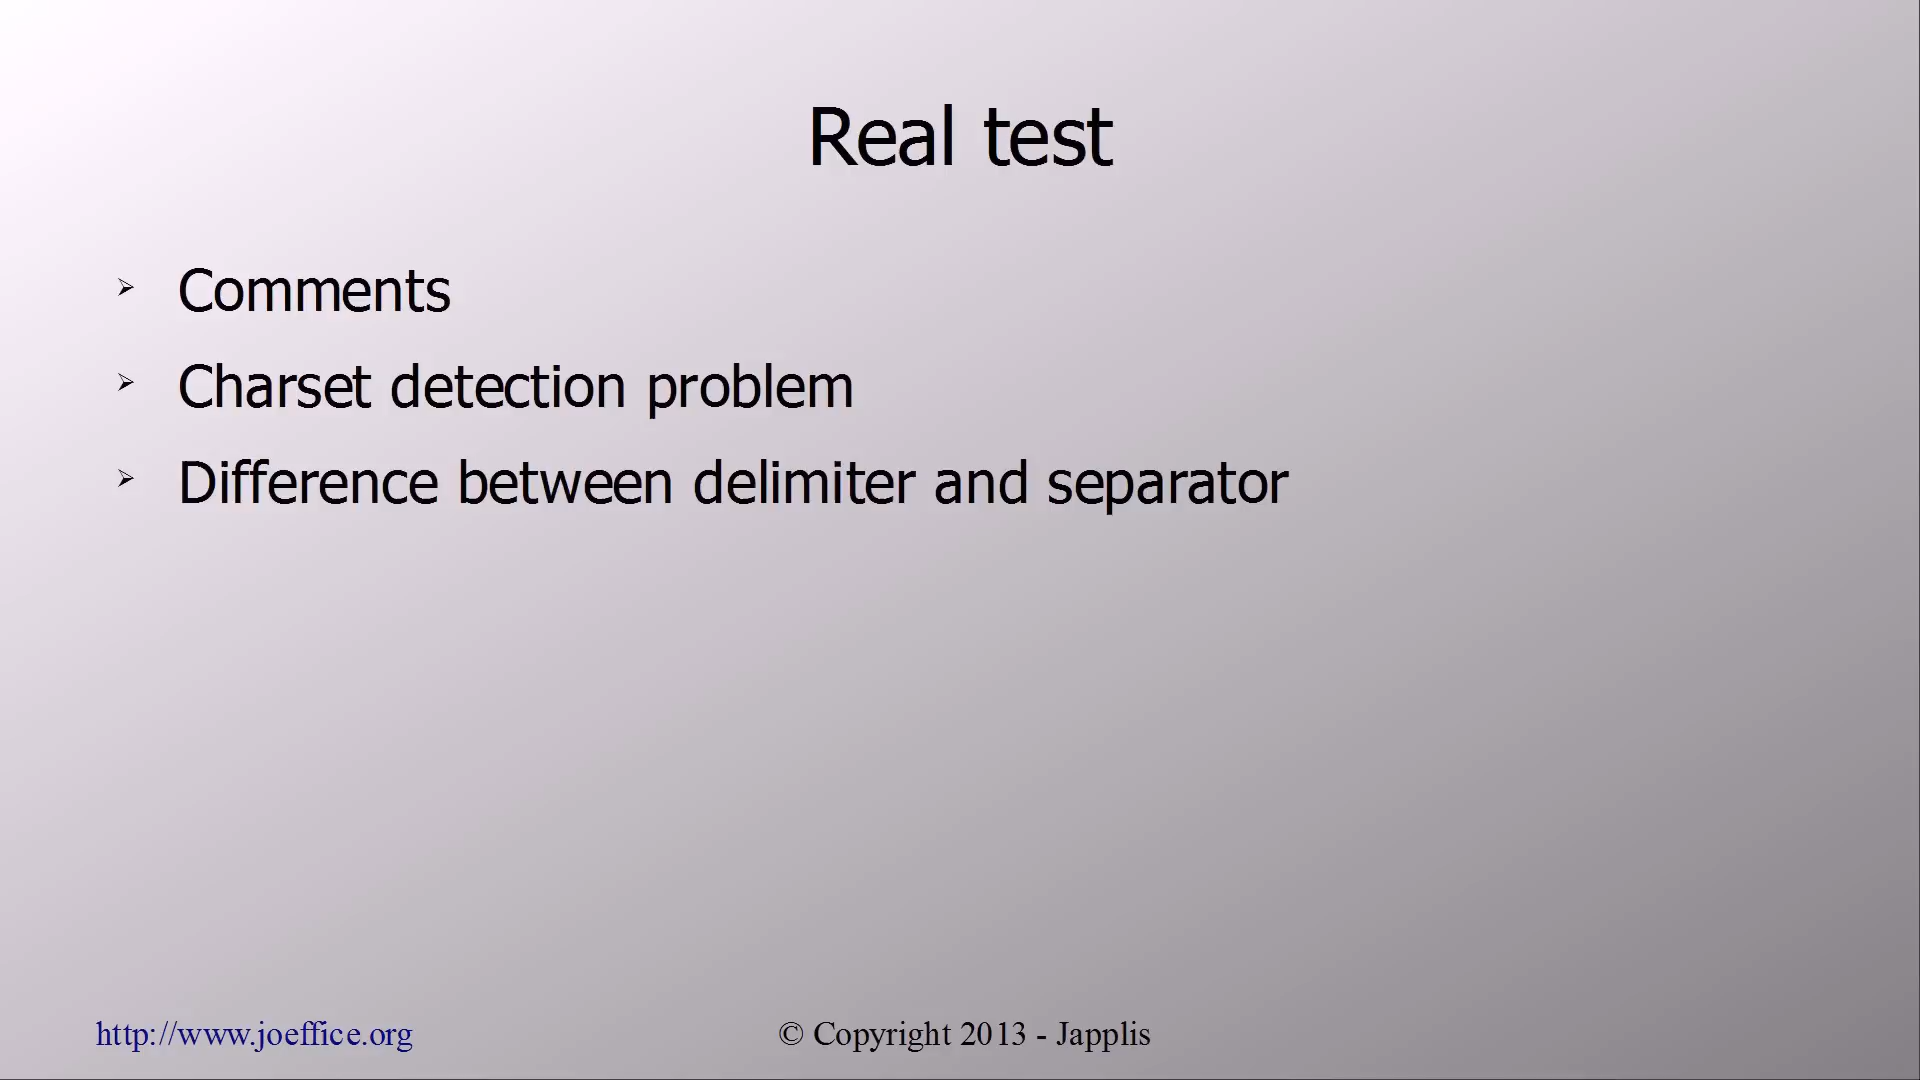 Real test
➢ Comments
➢ Charset detection problem
➢ Difference between delimiter and separator
http://www.joeffice.org
© Copyright 2013 - Japplis